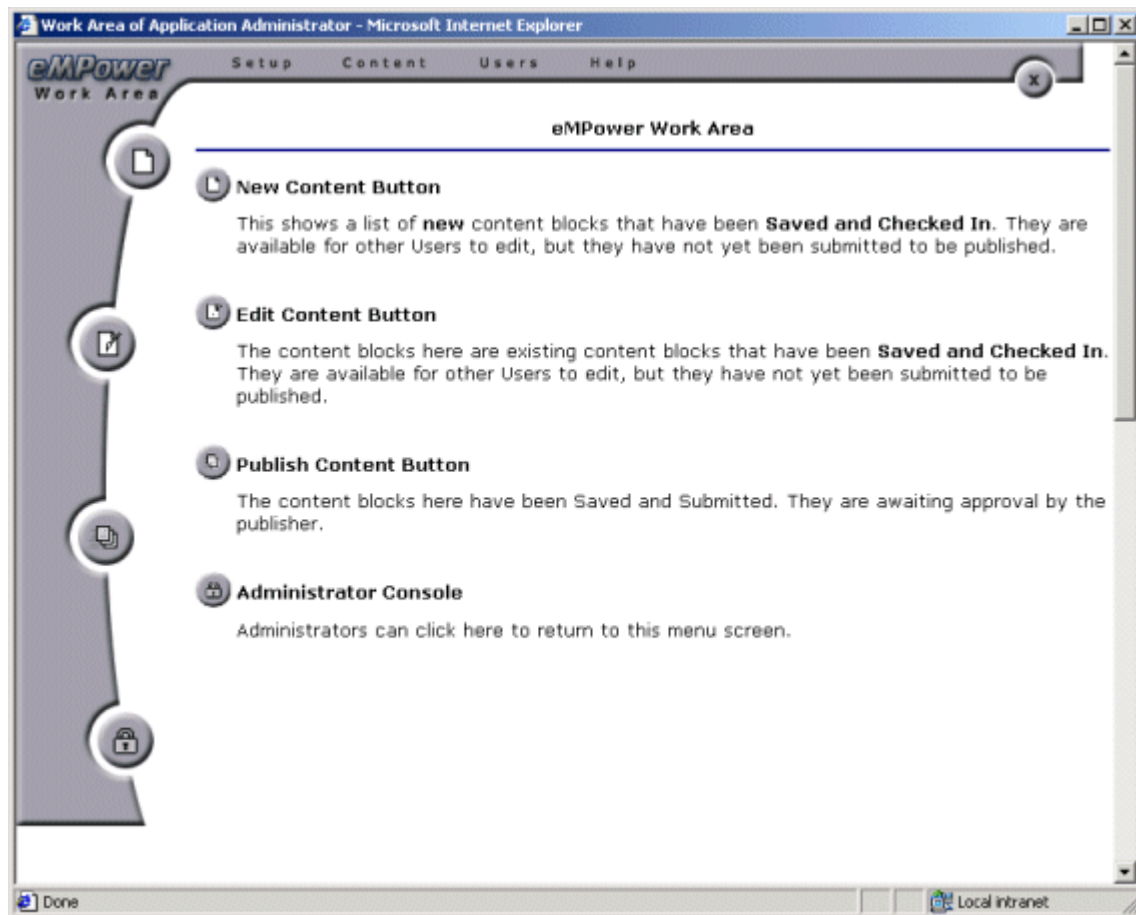 Work Area of Application Administrator - Microsoft Internet Explorer
eMPower
Work Area
Setup Content Users Help
x
eMPower Work Area
New Content Button
This shows a list of new content blocks that have been Saved and Checked In. They are
available for other Users to edit, but they have not yet been submitted to be published.
Edit Content Button
The content blocks here are existing content blocks that have been Saved and Checked In.
They are available for other Users to edit, but they have not yet been submitted to be
published.
Publish Content Button
The content blocks here have been Saved and Submitted. They are awaiting approval by the
publisher.
Administrator Console
Administrators can click here to return to this menu screen.
Done
Local intranet